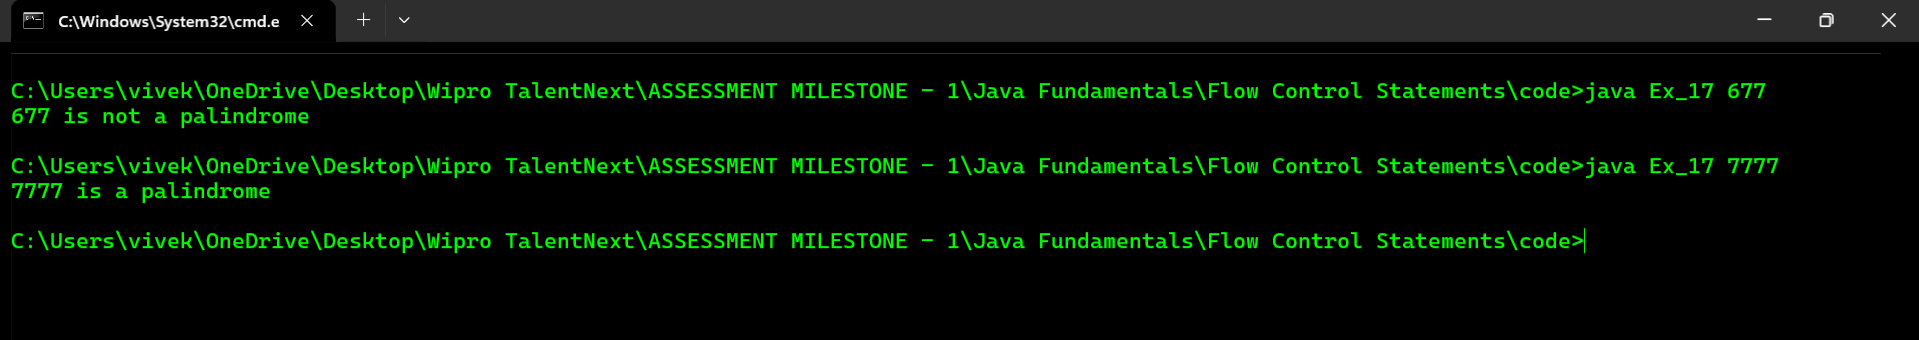 C:\Windows\System32\cmd.e
C:\Users\vivek\OneDrive\Desktop\Wipro TalentNext\ASSESSMENT MILESTONE - 1\Java Fundamentals\Flow Control Statements\code>java Ex_17 677
677 is not a palindrome
C:\Users\vivek\OneDrive\Desktop\Wipro TalentNext\ASSESSMENT MILESTONE - 1\Java Fundamentals\Flow Control Statements\code>java Ex_17 7777
7777 is a palindrome
C:\Users\vivek\OneDrive\Desktop\Wipro TalentNext\ASSESSMENT MILESTONE - 1\Java Fundamentals\Flow Control Statements\code>